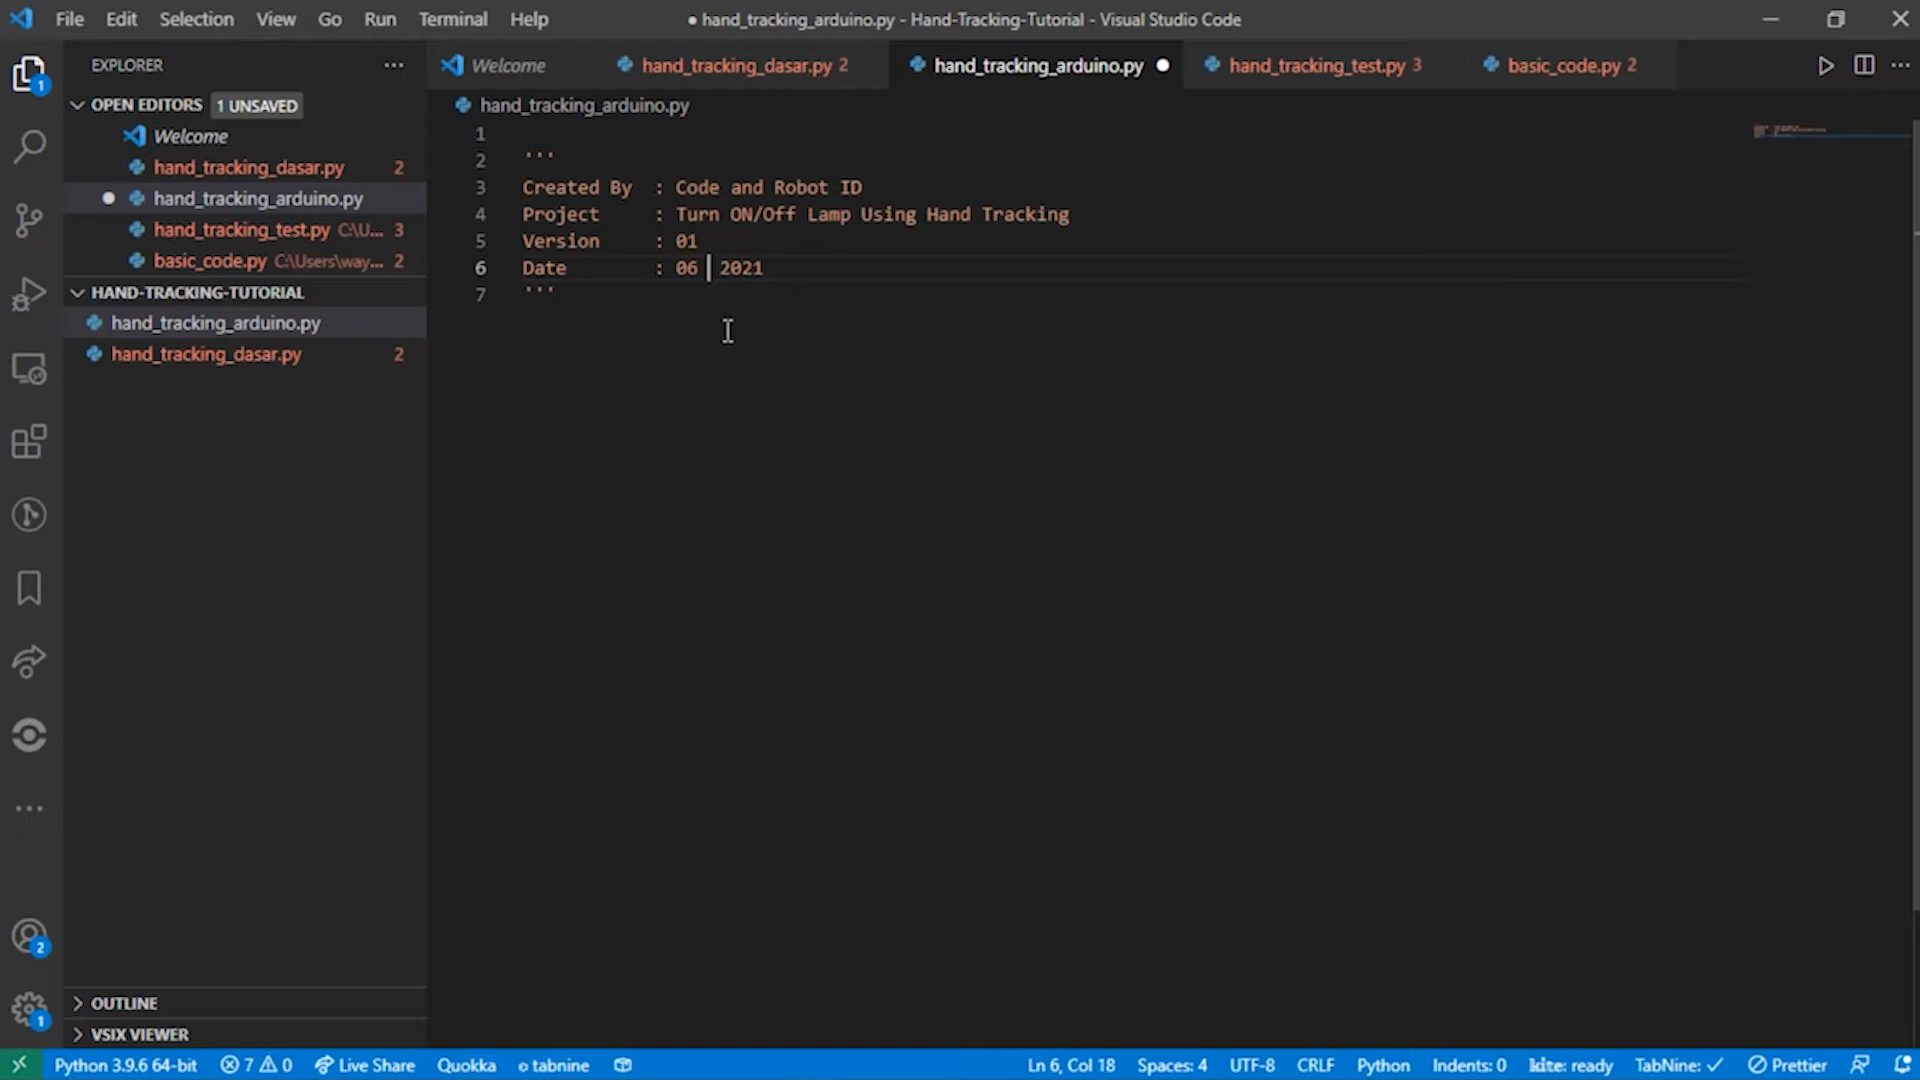 File Edit Selection View Go Run Terminal Help
● hand_tracking_arduino.py - Hand-Tracking-Tutorial - Visual Studio Code
EXPLORER ...
Welcome hand_tracking_dasar.py 2 hand_tracking_arduino.py ● hand_tracking_test.py 3 basic_code.py 2
OPEN EDITORS 1 UNSAVED
Welcome
hand_tracking_dasar.py 2
hand_tracking_arduino.py
hand_tracking_test.py C:\U... 3
basic_code.py C:\Users\way... 2
HAND-TRACKING-TUTORIAL
hand_tracking_arduino.py
hand_tracking_dasar.py 2
OUTLINE
VSIX VIEWER
hand_tracking_arduino.py
1
2 '''
3 Created By : Code and Robot ID
4 Project : Turn ON/Off Lamp Using Hand Tracking
5 Version : 01
6 Date : 06 2021
7 '''
1
2
1
Python 3.9.6 64-bit 7 0 Live Share Quokka tabnine Ln 6, Col 18 Spaces: 4 UTF-8 CRLF Python Indents: 0 kite: ready TabNine: ✓ Prettier